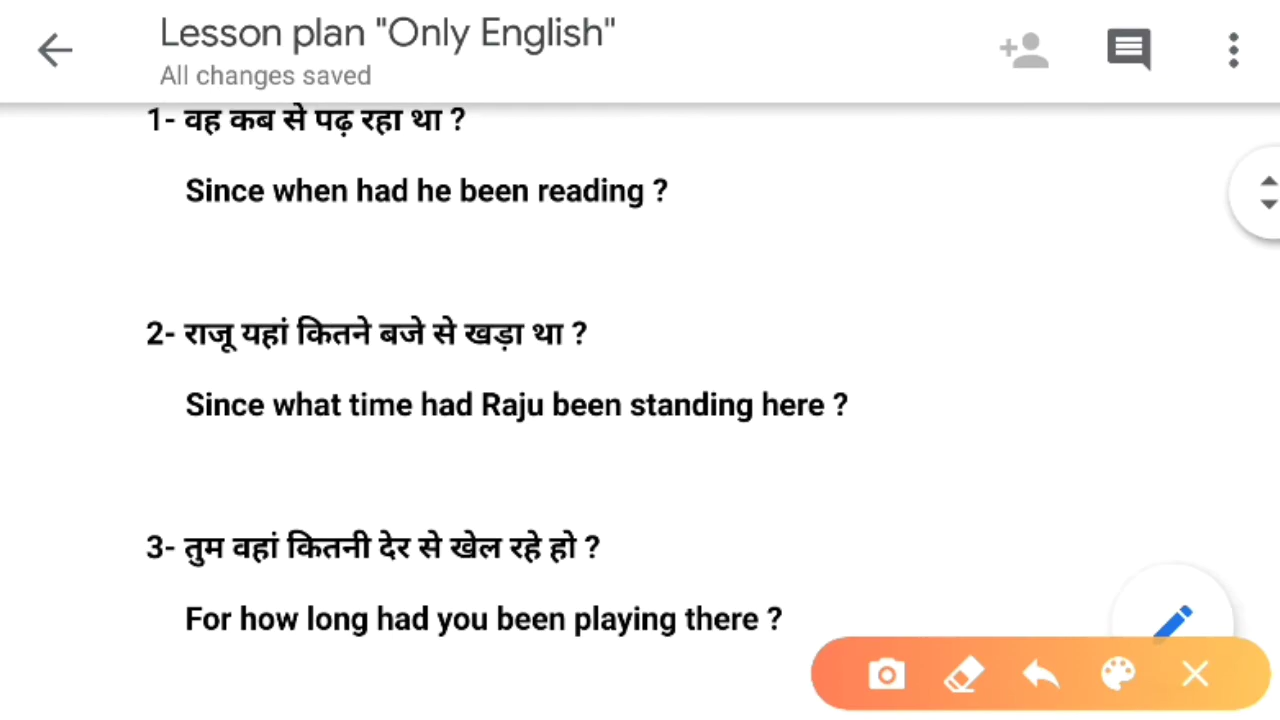 Lesson plan "Only English"
All changes saved
1- वह कब से पढ़ रहा था ?
Since when had he been reading ?
2- राजू यहां कितने बजे से खड़ा था ?
Since what time had Raju been standing here ?
3- तुम वहां कितनी देर से खेल रहे हो ?
For how long had you been playing there ?